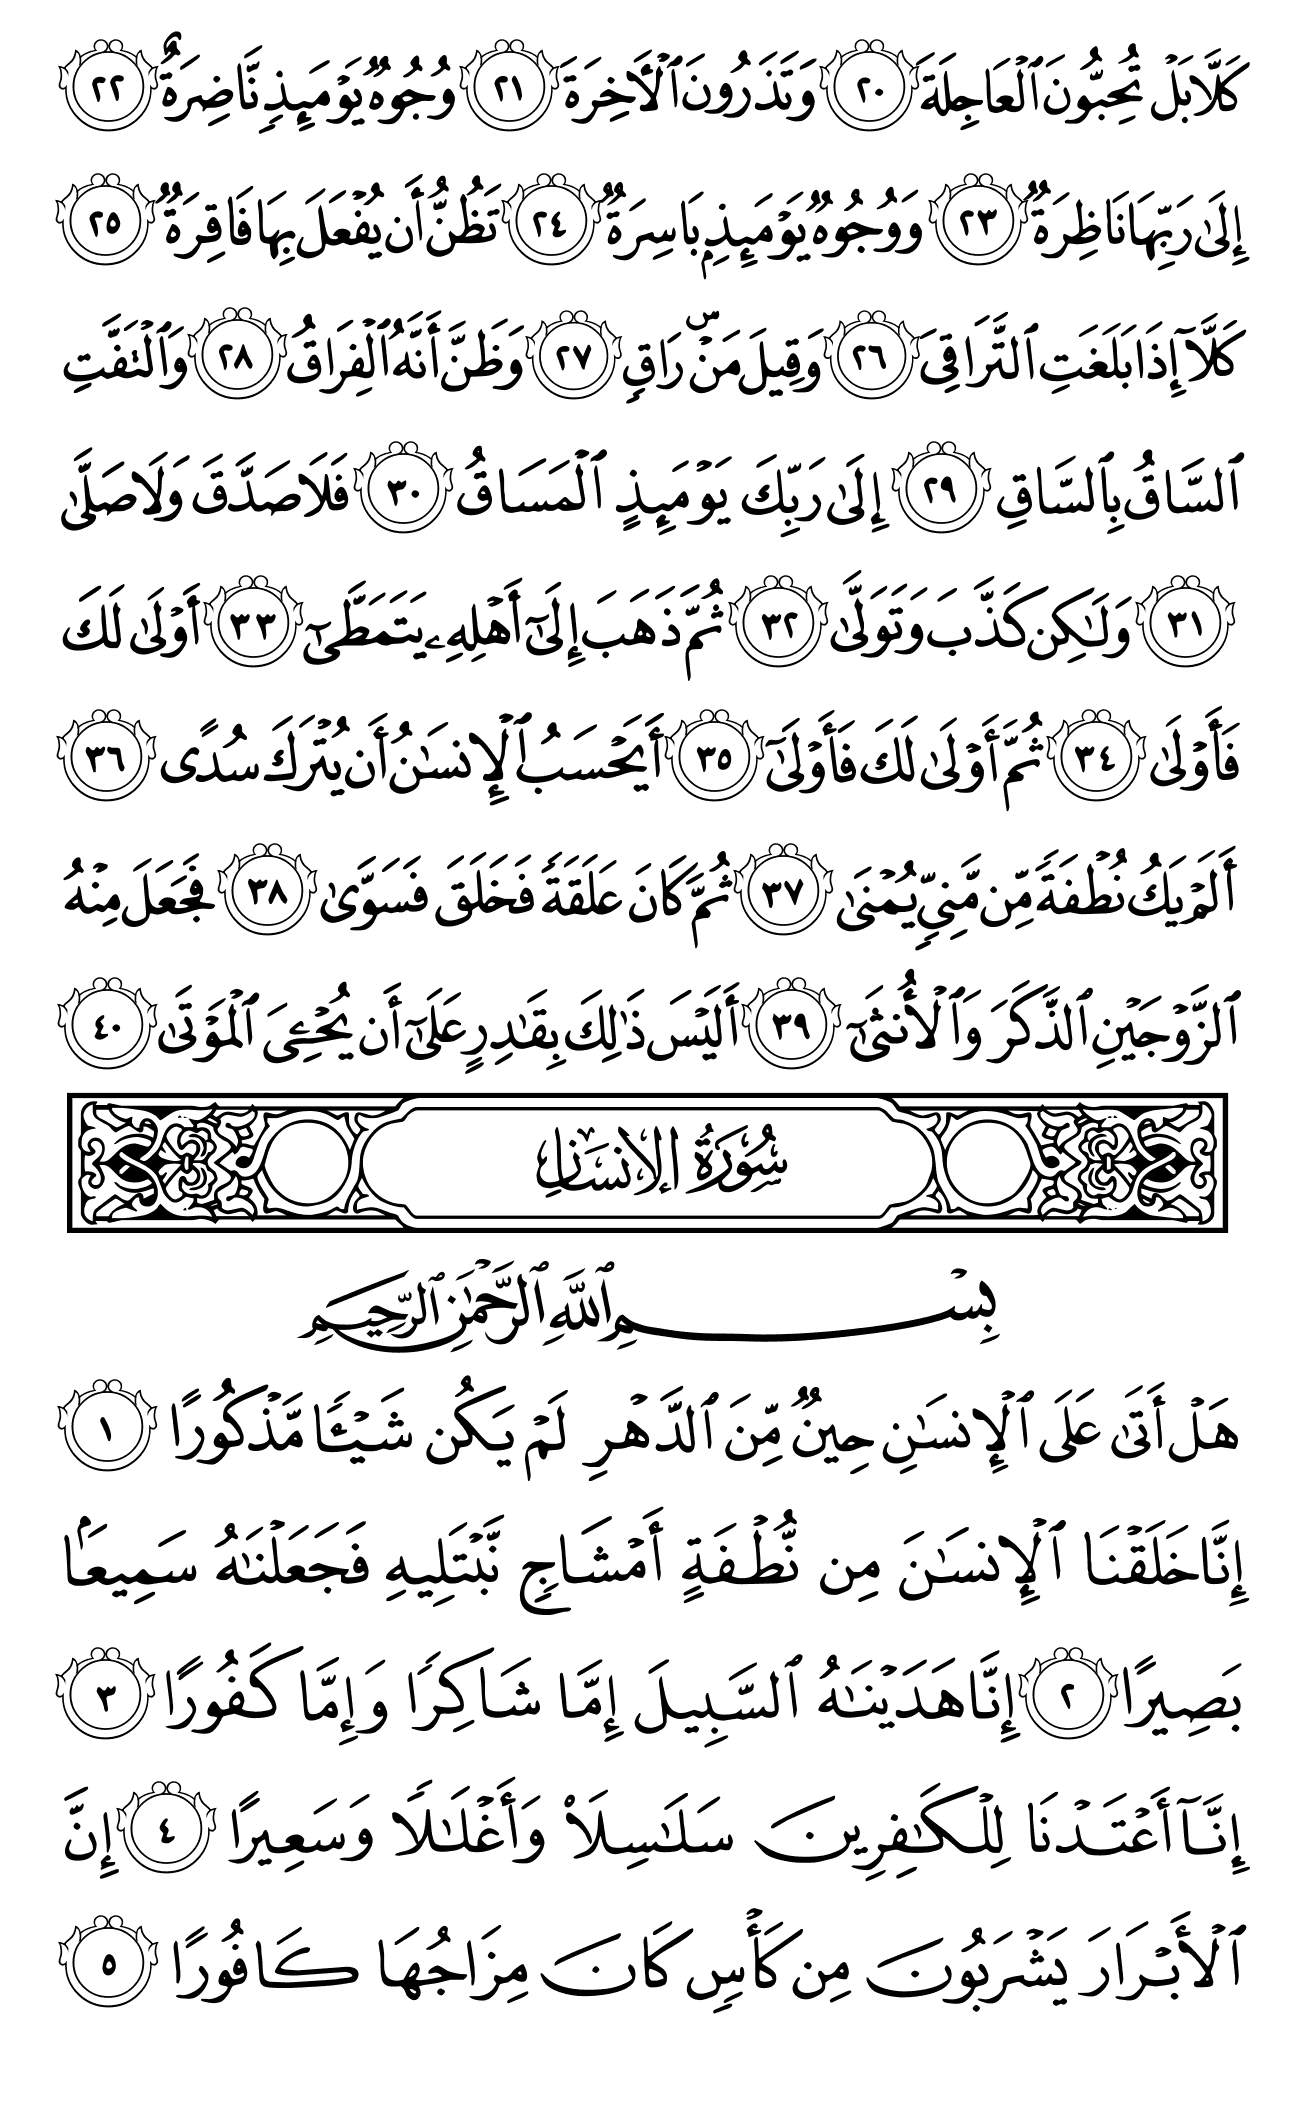 كَلَّا بَلْ تُحِبُّونَ ٱلْعَاجِلَةَ ٢٠ وَتَذَرُونَ ٱلْأَخِرَةَ ٢١ وُجُوهٌ يَوْمَئِذٍ نَّاضِرَةٌ ٢٢
إِلَىٰ رَبِّهَا نَاظِرَةٌ ٢٣ وَوُجُوهٌ يَوْمَئِذِۭ بَاسِرَةٌ ٢٤ تَظُنُّ أَن يُفْعَلَ بِهَا فَاقِرَةٌ ٢٥
كَلَّآ إِذَا بَلَغَتِ ٱلتَّرَاقِىَ ٢٦ وَقِيلَ مَنْ ۜ رَاقٍ ٢٧ وَظَنَّ أَنَّهُ ٱلْفِرَاقُ ٢٨ وَٱلْتَفَّتِ
ٱلسَّاقُ بِٱلسَّاقِ ٢٩ إِلَىٰ رَبِّكَ يَوْمَئِذٍ ٱلْمَسَاقُ ٣٠ فَلَا صَدَّقَ وَلَا صَلَّىٰ
٣١ وَلَـٰكِن كَذَّبَ وَتَوَلَّىٰ ٣٢ ثُمَّ ذَهَبَ إِلَىٰٓ أَهْلِهِۦ يَتَمَطَّىٰٓ ٣٣ أَوْلَىٰ لَكَ
فَأَوْلَىٰ ٣٤ ثُمَّ أَوْلَىٰ لَكَ فَأَوْلَىٰٓ ٣٥ أَيَحْسَبُ ٱلْإِنسَـٰنُ أَن يُتْرَكَ سُدًى ٣٦
أَلَمْ يَكُ نُطْفَةً مِّن مَّنِىٍّ يُمْنَىٰ ٣٧ ثُمَّ كَانَ عَلَقَةً فَخَلَقَ فَسَوَّىٰ ٣٨ فَجَعَلَ مِنْهُ
ٱلزَّوْجَيْنِ ٱلذَّكَرَ وَٱلْأُنثَىٰٓ ٣٩ أَلَيْسَ ذَٰلِكَ بِقَـٰدِرٍ عَلَىٰٓ أَن يُحْـِۧىَ ٱلْمَوْتَىٰ ٤٠
سُورَةُ الإِنسَانِ
بِسْمِ ٱللَّهِ ٱلرَّحْمَـٰنِ ٱلرَّحِيمِ
هَلْ أَتَىٰ عَلَى ٱلْإِنسَـٰنِ حِينٌ مِّنَ ٱلدَّهْرِ لَمْ يَكُن شَيْـًٔا مَّذْكُورًا ١
إِنَّا خَلَقْنَا ٱلْإِنسَـٰنَ مِن نُّطْفَةٍ أَمْشَاجٍ نَّبْتَلِيهِ فَجَعَلْنَـٰهُ سَمِيعَۢا
بَصِيرًا ٢ إِنَّا هَدَيْنَـٰهُ ٱلسَّبِيلَ إِمَّا شَاكِرًا وَإِمَّا كَفُورًا ٣
إِنَّآ أَعْتَدْنَا لِلْكَـٰفِرِينَ سَلَـٰسِلَا۟ وَأَغْلَـٰلًا وَسَعِيرًا ٤ إِنَّ
ٱلْأَبْرَارَ يَشْرَبُونَ مِن كَأْسٍ كَانَ مِزَاجُهَا كَافُورًا ٥